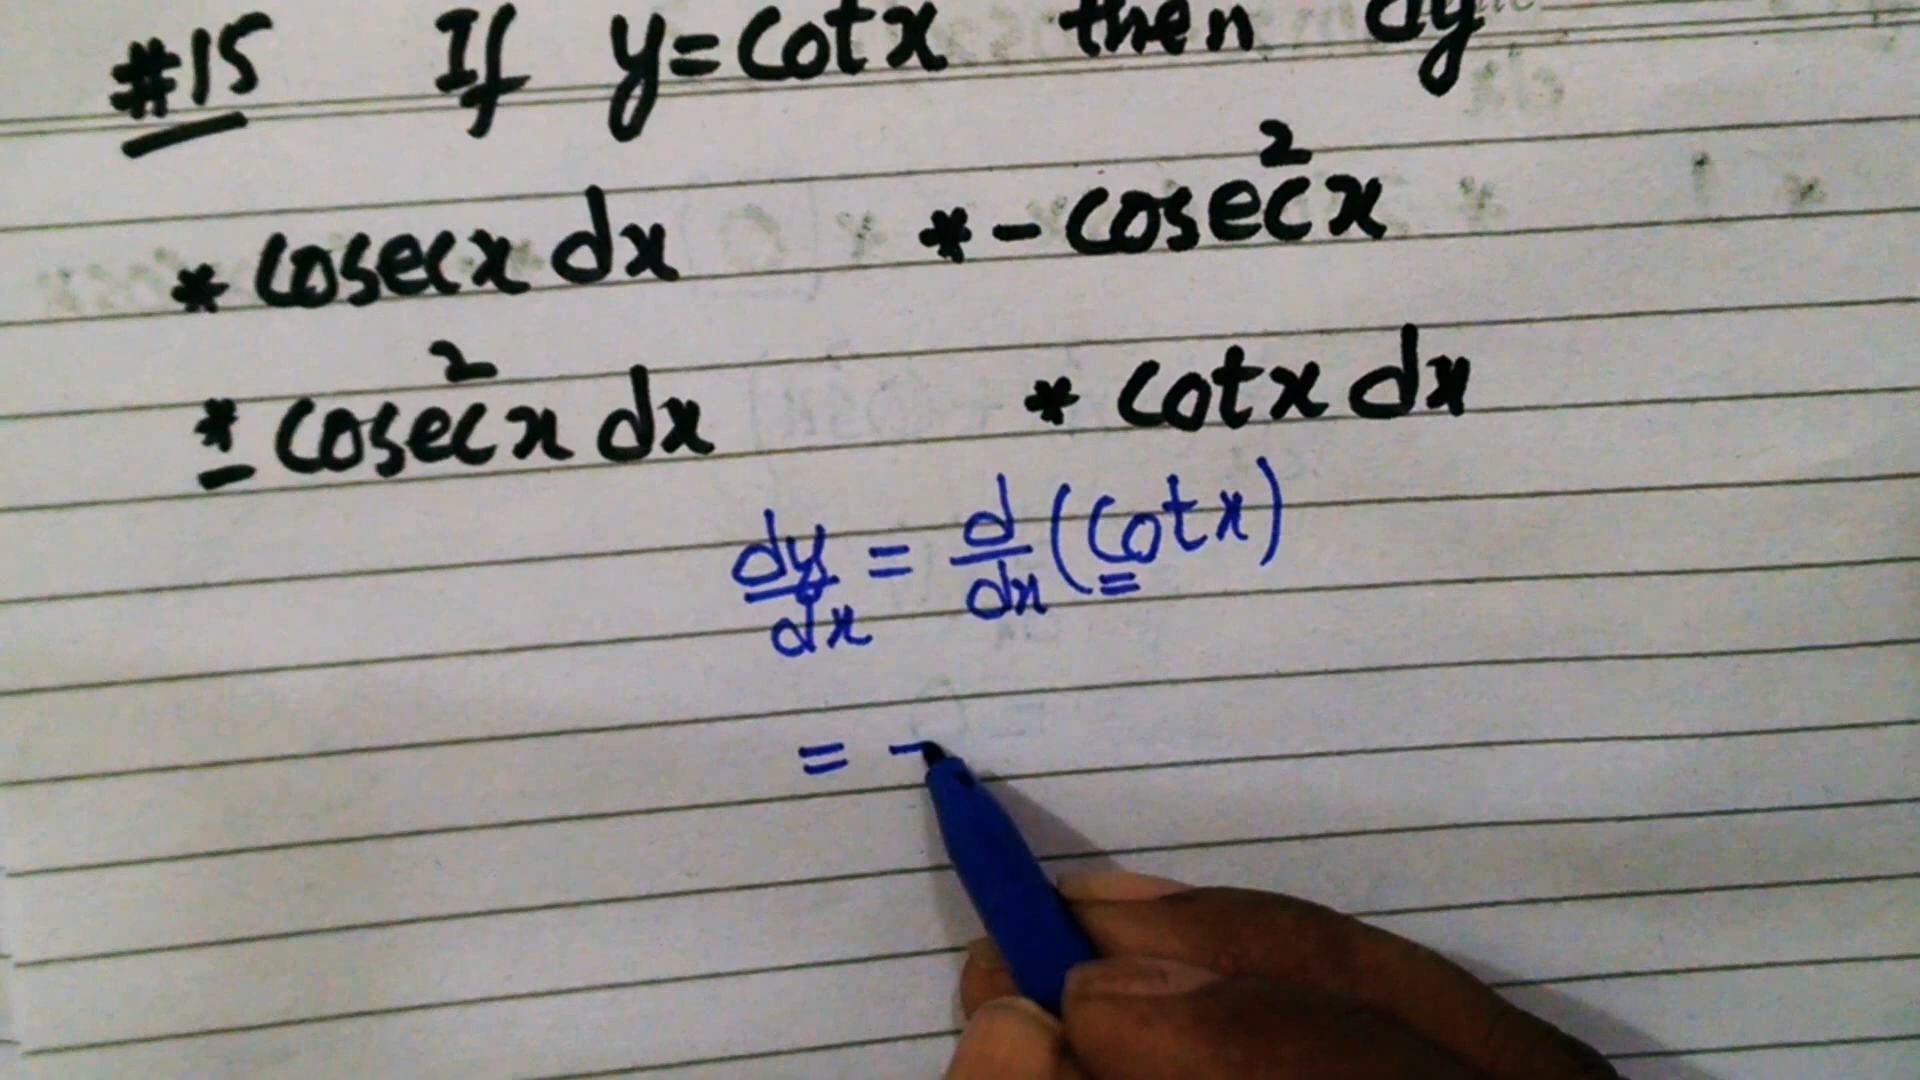 #15 If y=cotx then dy
* cosecx dx * - cosec²x
* - cosec²x dx * cotx dx
dy/dx = d/dx (cotx)
= -